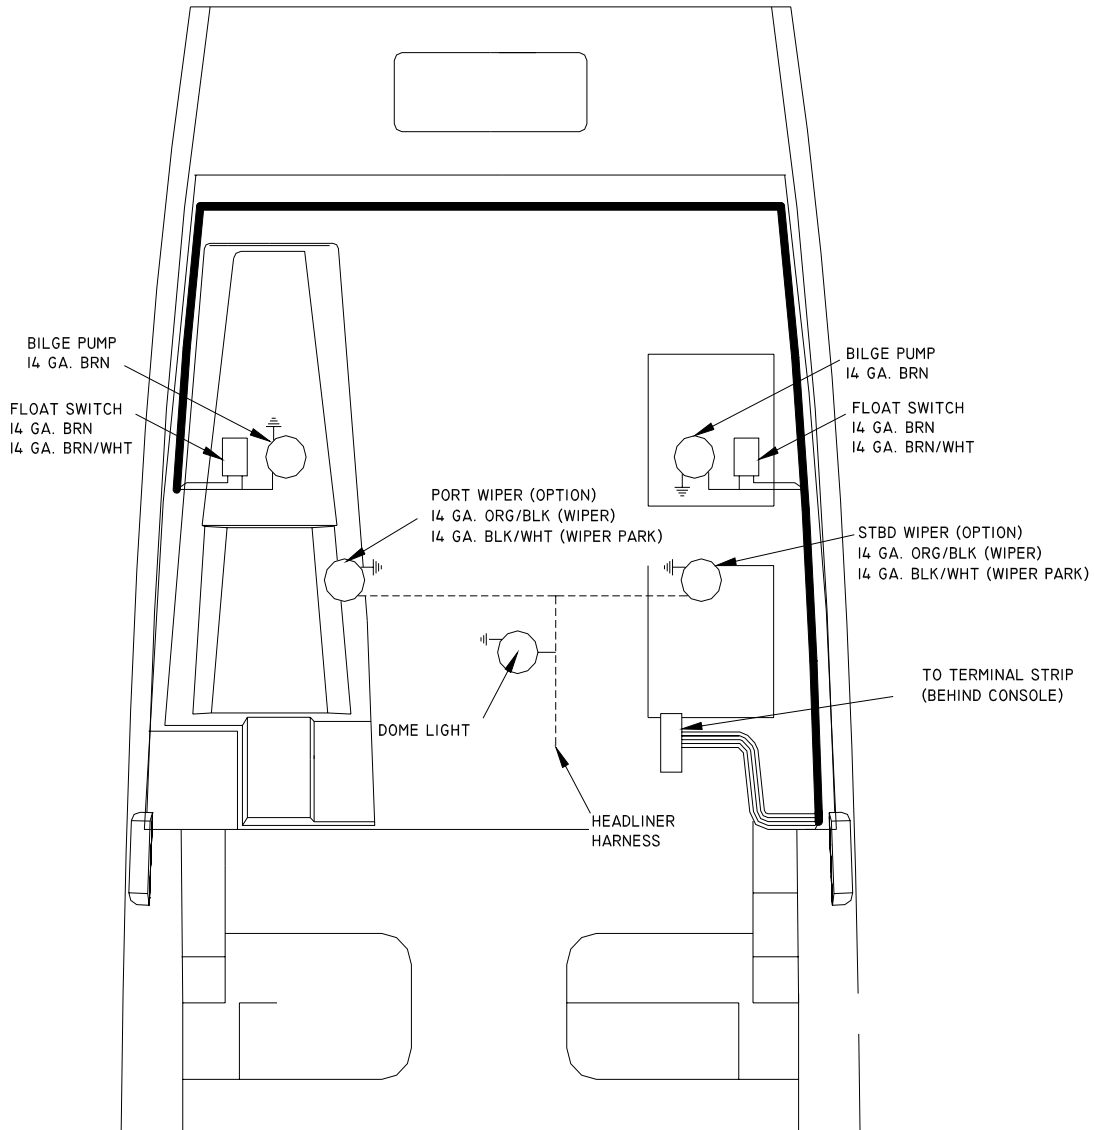 BILGE PUMP
14 GA. BRN
FLOAT SWITCH
14 GA. BRN
14 GA. BRN/WHT
BILGE PUMP
14 GA. BRN
FLOAT SWITCH
14 GA. BRN
14 GA. BRN/WHT
PORT WIPER (OPTION)
14 GA. ORG/BLK (WIPER)
14 GA. BLK/WHT (WIPER PARK)
STBD WIPER (OPTION)
14 GA. ORG/BLK (WIPER)
14 GA. BLK/WHT (WIPER PARK)
TO TERMINAL STRIP
(BEHIND CONSOLE)
DOME LIGHT
HEADLINER
HARNESS